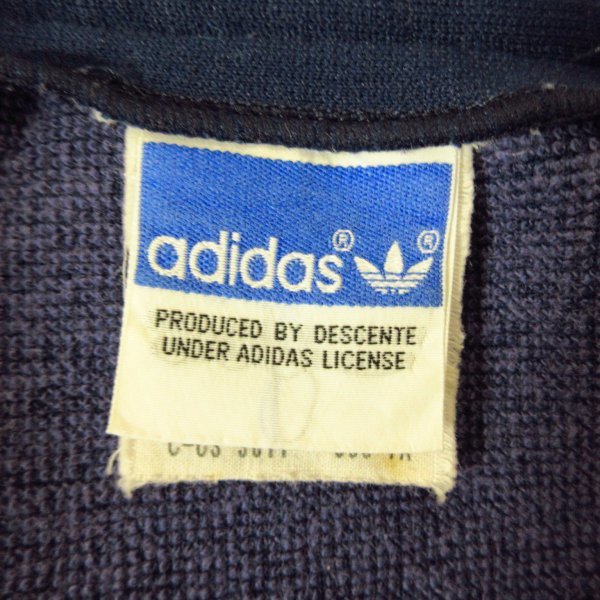 adidas® ®
PRODUCED BY DESCENTE
UNDER ADIDAS LICENSE